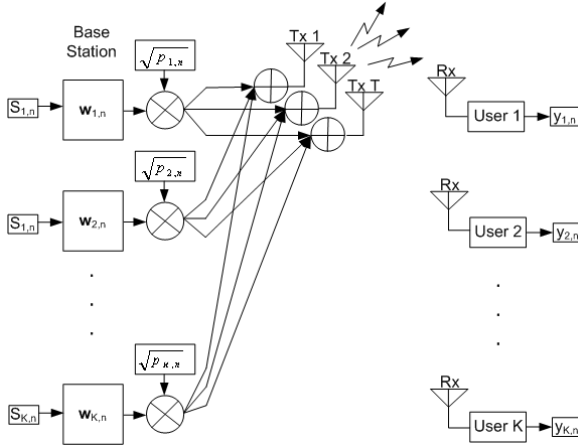 Base
Station
Tx 1
Tx 2
Tx T
√p1,n
S1,n
w1,n
Rx
User 1
y1,n
√p2,n
S1,n
w2,n
Rx
User 2
y2,n
√pK,n
SK,n
wK,n
Rx
User K
yK,n